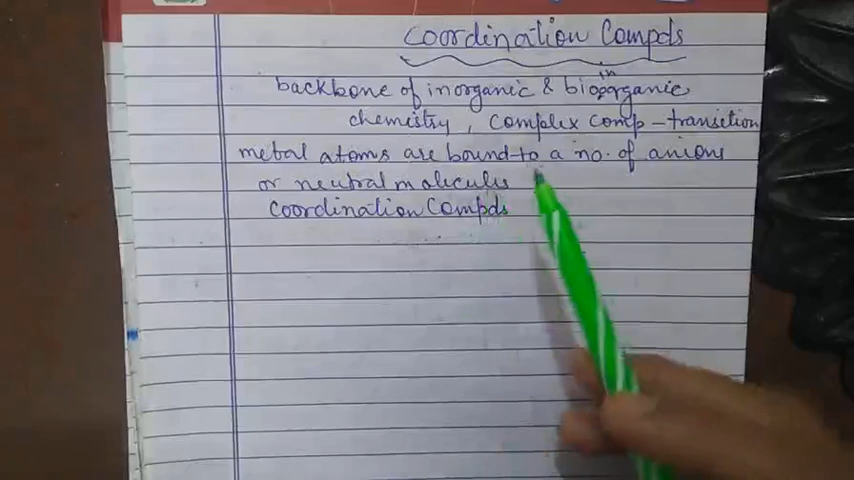 Coordination Compds
in
backbone of inorganic & bioorganic
chemistry, Complex Comp - transition
metal atoms are bound to a no. of anions
or neutral molicules
Coordination Compds